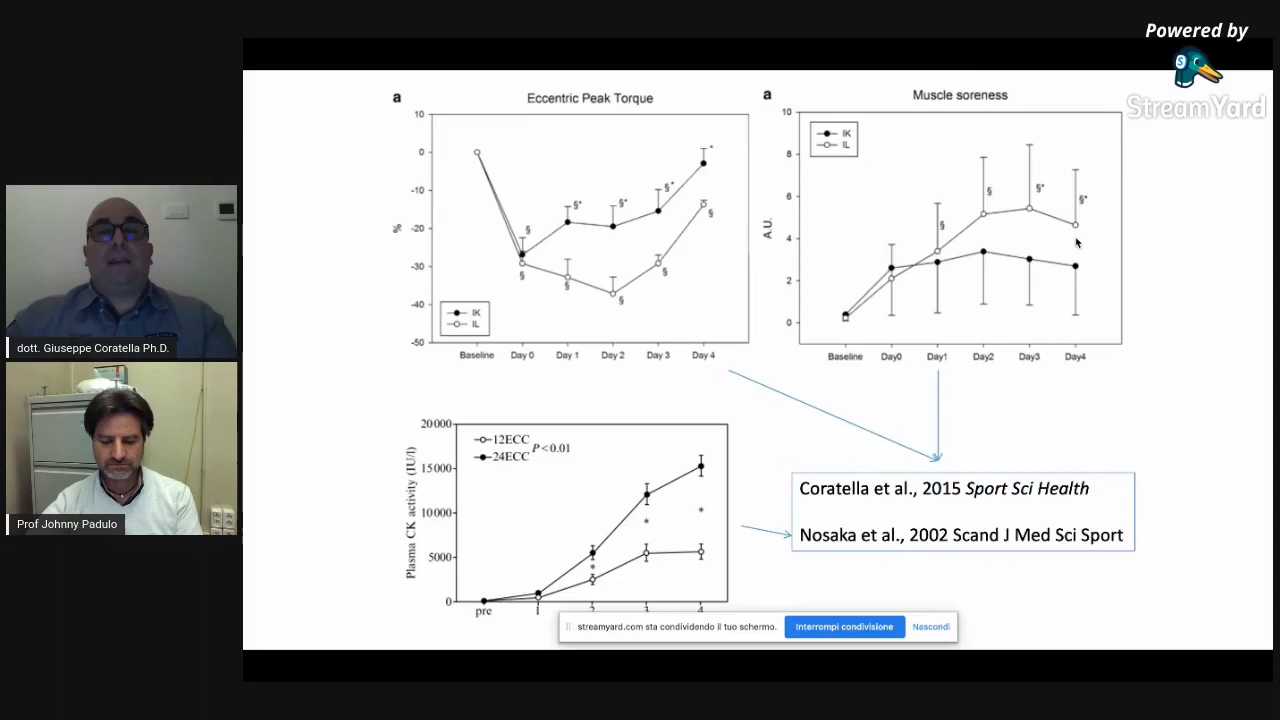 Powered by
StreamYard
dott. Giuseppe Coratella Ph.D.
Prof Johnny Padulo
a
Eccentric Peak Torque
10
0
-10
-20
-30
-40
-50
%
§
§
§*
§
§*
§
§*
§
*
§
IK
IL
Baseline Day 0 Day 1 Day 2 Day 3 Day 4
a
Muscle soreness
10
8
6
4
2
0
A.U.
IK
IL
§
§
§*
§*
Baseline Day0 Day1 Day2 Day3 Day4
20000
15000
10000
5000
0
Plasma CK activity (IU/l)
12ECC
24ECC
P<0.01
*
*
*
pre 1 2 3 4
Coratella et al., 2015 Sport Sci Health
Nosaka et al., 2002 Scand J Med Sci Sport
streamyard.com sta condividendo il tuo schermo.
Interrompi condivisione
Nascondi